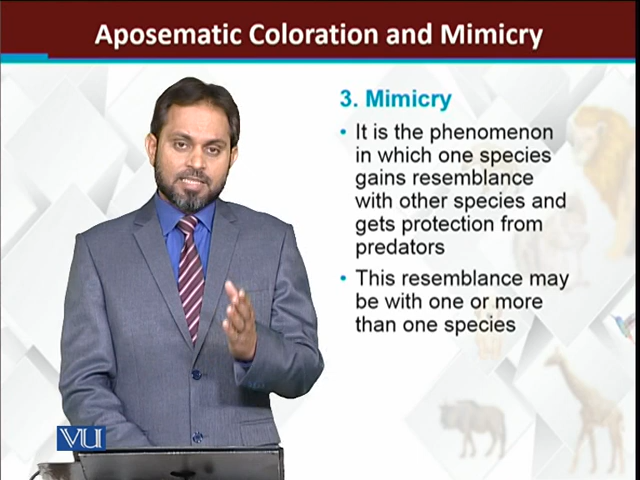 Aposematic Coloration and Mimicry
3. Mimicry
• It is the phenomenon
in which one species
gains resemblance
with other species and
gets protection from
predators
• This resemblance may
be with one or more
than one species
VU